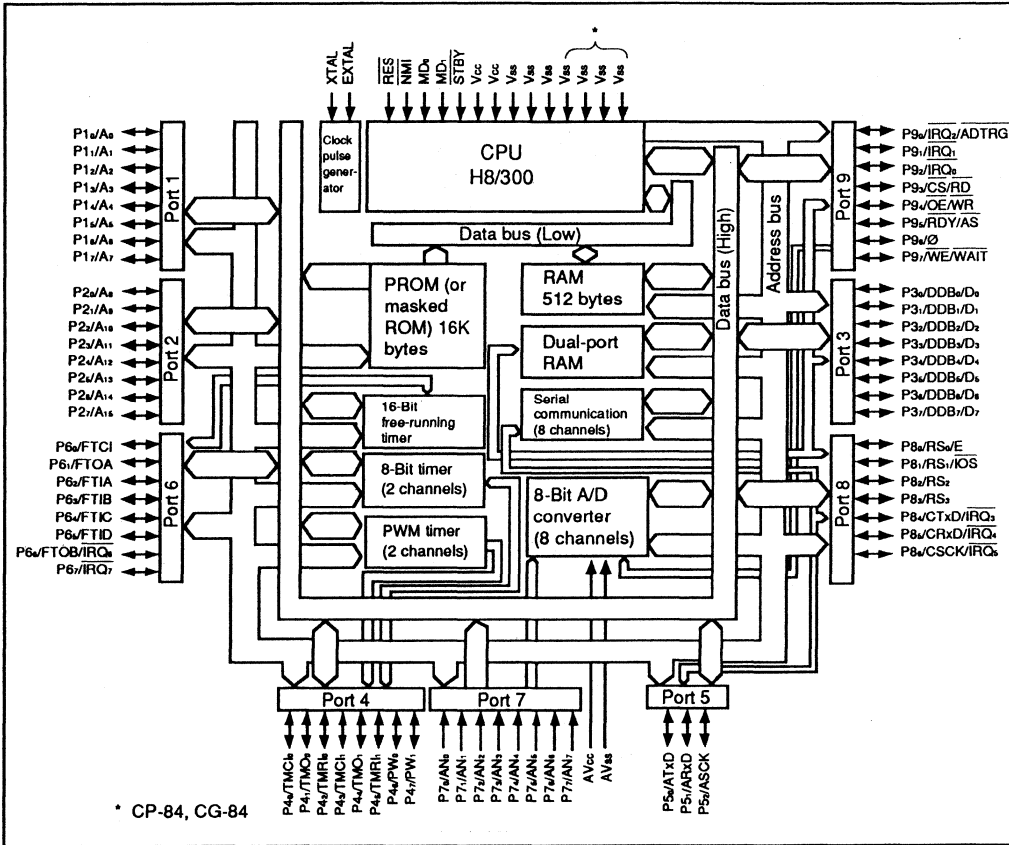 *
XTAL
EXTAL
RES
NMI
MD₀
MD₁
STBY
Vcc
Vcc
Vss
Vss
Vss
Vss
Vss
Vss
Vss
P1₀/A₀
P1₁/A₁
P1₂/A₂
P1₃/A₃
P1₄/A₄
P1₅/A₅
P1₆/A₆
P1₇/A₇
Port 1
P2₀/A₈
P2₁/A₉
P2₂/A₁₀
P2₃/A₁₁
P2₄/A₁₂
P2₅/A₁₃
P2₆/A₁₄
P2₇/A₁₅
Port 2
P6₀/FTCI
P6₁/FTOA
P6₂/FTIA
P6₃/FTIB
P6₄/FTIC
P6₅/FTID
P6₆/FTOB/IRQ₆
P6₇/IRQ₇
Port 6
Clock
pulse
gener-
ator
CPU
H8/300
Data bus (Low)
PROM (or
masked
ROM) 16K
bytes
RAM
512 bytes
Dual-port
RAM
16-Bit
free-running
timer
Serial
communication
(8 channels)
8-Bit timer
(2 channels)
8-Bit A/D
converter
(8 channels)
PWM timer
(2 channels)
Data bus (High)
Address bus
Port 9
P9₀/IRQ₂/ADTRG
P9₁/IRQ₁
P9₂/IRQ₀
P9₃/CS/RD
P9₄/OE/WR
P9₅/RDY/AS
P9₆/Ø
P9₇/WE/WAIT
Port 3
P3₀/DDB₀/D₀
P3₁/DDB₁/D₁
P3₂/DDB₂/D₂
P3₃/DDB₃/D₃
P3₄/DDB₄/D₄
P3₅/DDB₅/D₅
P3₆/DDB₆/D₆
P3₇/DDB₇/D₇
Port 8
P8₀/RS₀/E
P8₁/RS₁/IOS
P8₂/RS₂
P8₃/RS₃
P8₄/CTxD/IRQ₃
P8₅/CRxD/IRQ₄
P8₆/CSCK/IRQ₅
Port 4
Port 7
Port 5
P4₀/TMCI₀
P4₁/TMO₀
P4₂/TMRI₀
P4₃/TMCI₁
P4₄/TMO₁
P4₅/TMRI₁
P4₆/PW₀
P4₇/PW₁
P7₀/AN₀
P7₁/AN₁
P7₂/AN₂
P7₃/AN₃
P7₄/AN₄
P7₅/AN₅
P7₆/AN₆
P7₇/AN₇
AVcc
AVss
P5₀/ATxD
P5₁/ARxD
P5₂/ASCK
* CP-84, CG-84